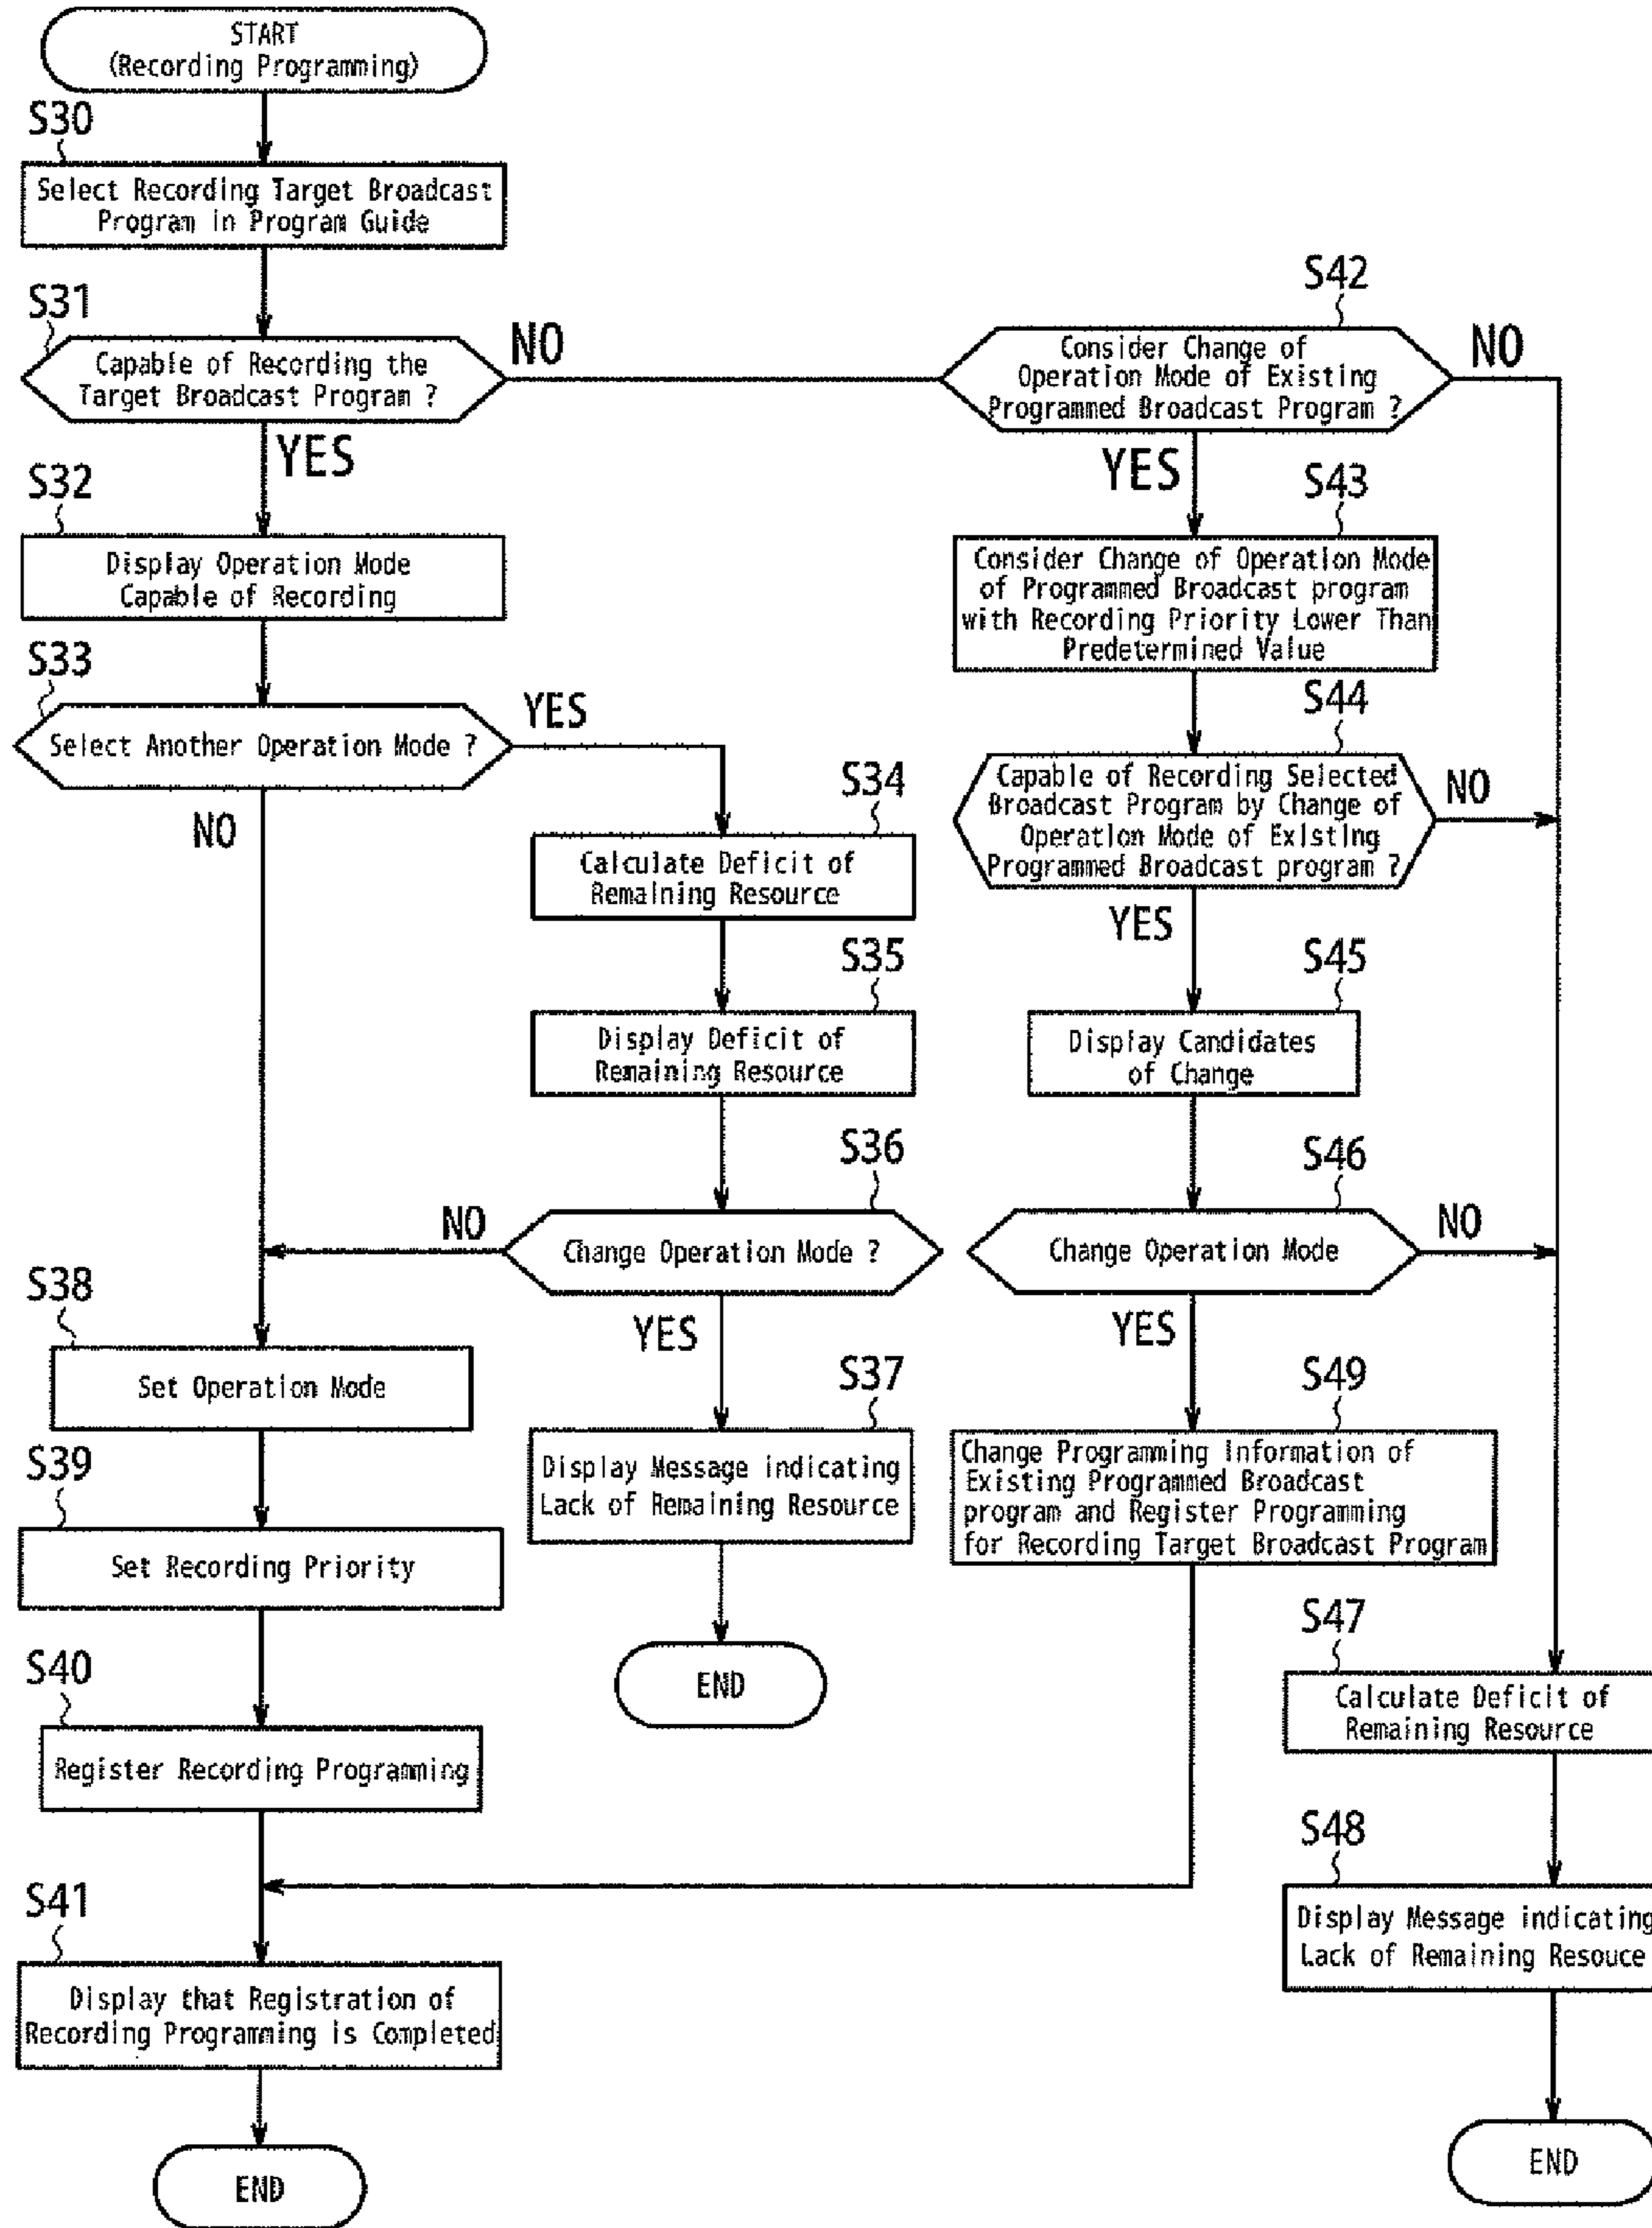 START
(Recording Programming)
S30
Select Recording Target Broadcast
Program in Program Guide
S31
Capable of Recording the
Target Broadcast Program ?
NO
YES
S32
Display Operation Mode
Capable of Recording
S33
Select Another Operation Mode ?
YES
NO
S34
Calculate Deficit of
Remaining Resource
S35
Display Deficit of
Remaining Resource
S36
Change Operation Mode ?
NO
YES
S37
Display Message indicating
Lack of Remaining Resource
END
S38
Set Operation Mode
S39
Set Recording Priority
S40
Register Recording Programming
S41
Display that Registration of
Recording Programming is Completed
END
S42
Consider Change of
Operation Mode of Existing
Programmed Broadcast Program ?
NO
YES
S43
Consider Change of Operation Mode
of Programmed Broadcast program
with Recording Priority Lower Than
Predetermined Value
S44
Capable of Recording Selected
Broadcast Program by Change of
Operation Mode of Existing
Programmed Broadcast program ?
NO
YES
S45
Display Candidates
of Change
S46
Change Operation Mode
NO
YES
S49
Change Programming Information of
Existing Programmed Broadcast
program and Register Programming
for Recording Target Broadcast Program
S47
Calculate Deficit of
Remaining Resource
S48
Display Message indicating
Lack of Remaining Resouce
END